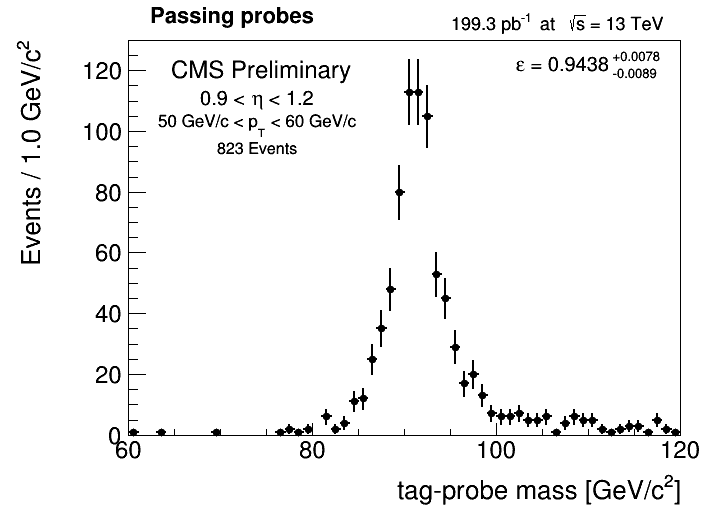 Passing probes
199.3 pb⁻¹ at √s = 13 TeV
CMS Preliminary
ε = 0.9438 +0.0078 -0.0089
0.9 < η < 1.2
50 GeV/c < p_T < 60 GeV/c
823 Events
Events / 1.0 GeV/c²
120
100
80
60
40
20
0
60 80 100 120
tag-probe mass [GeV/c²]